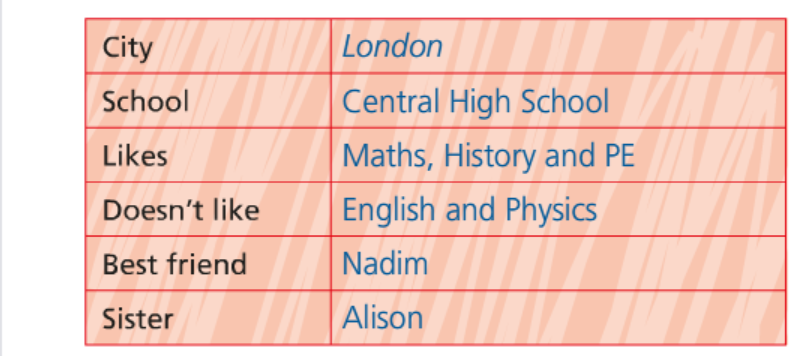 City London
School Central High School
Likes Maths, History and PE
Doesn't like English and Physics
Best friend Nadim
Sister Alison